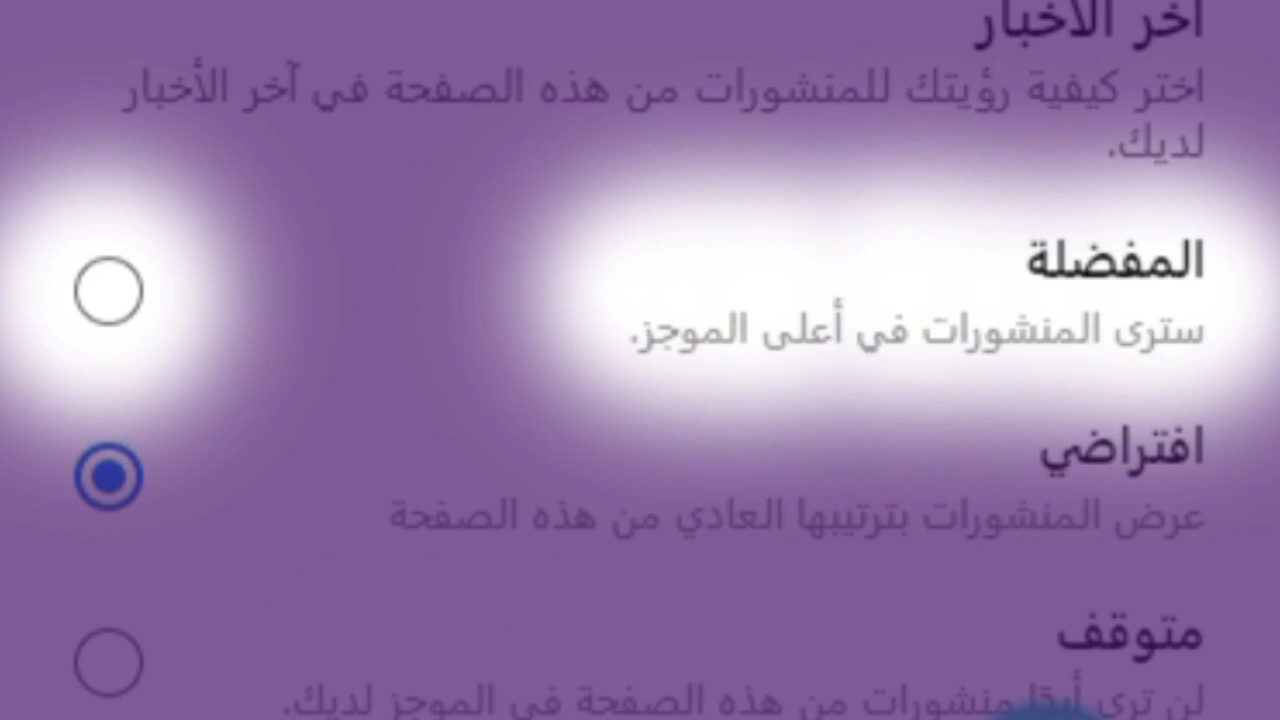 آخر الأخبار
اختر كيفية رؤيتك للمنشورات من هذه الصفحة في آخر الأخبار
لديك.
المفضلة
سترى المنشورات في أعلى الموجز.
افتراضي
عرض المنشورات بترتيبها العادي من هذه الصفحة
متوقف
لن ترى أبدًا منشورات من هذه الصفحة في الموجز لديك.